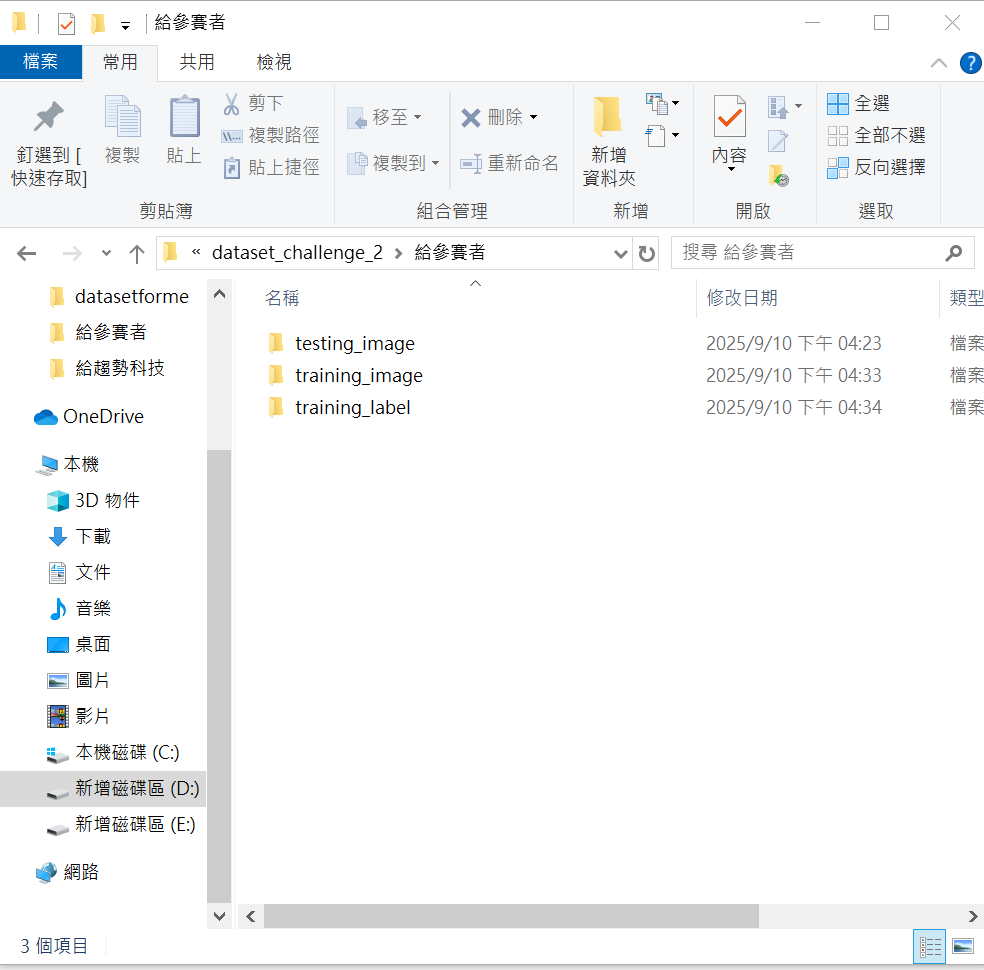 給參賽者
檔案 常用 共用 檢視
釘選到 [
快速存取]
複製
貼上
剪下
複製路徑
貼上捷徑
剪貼簿
移至
複製到
刪除
重新命名
組合管理
新增
資料夾
新增
內容
開啟
全選
全部不選
反向選擇
選取
« dataset_challenge_2 > 給參賽者
搜尋 給參賽者
datasetforme
給參賽者
給趨勢科技
OneDrive
本機
3D 物件
下載
文件
音樂
桌面
圖片
影片
本機磁碟 (C:)
新增磁碟區 (D:)
新增磁碟區 (E:)
網路
名稱 修改日期 類型
testing_image 2025/9/10 下午 04:23 檔案
training_image 2025/9/10 下午 04:33 檔案
training_label 2025/9/10 下午 04:34 檔案
3 個項目